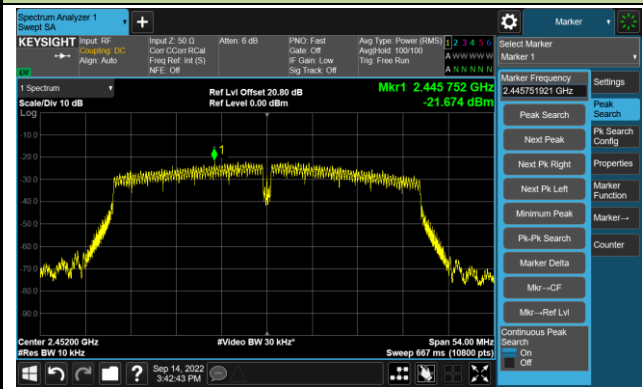 Spectrum Analyzer 1
Swept SA
Marker
KEYSIGHT
Input: RF
Coupling: DC
Align: Auto
Input Z: 50 Ω
Corr CCorr RCal
Freq Ref: Int (S)
NFE: Off
Atten: 6 dB
PNO: Fast
Gate: Off
IF Gain: Low
Sig Track: Off
Avg Type: Power (RMS)
Avg|Hold: 100/100
Trig: Free Run
1 2 3 4 5 6
A W W W W W
A N N N N N
Select Marker
Marker 1
1 Spectrum
Scale/Div 10 dB
Log
Ref Lvl Offset 20.80 dB
Ref Level 0.00 dBm
Mkr1 2.445 752 GHz
-21.674 dBm
1
-10.0
-20.0
-30.0
-40.0
-50.0
-60.0
-70.0
-80.0
-90.0
Center 2.45200 GHz
#Res BW 10 kHz
#Video BW 30 kHz*
Span 54.00 MHz
Sweep 667 ms (10800 pts)
Marker Frequency
2.445751921 GHz
Peak Search
Next Peak
Next Pk Right
Next Pk Left
Minimum Peak
Pk-Pk Search
Marker Delta
Mkr→CF
Mkr→Ref Lvl
Continuous Peak
Search
On
Off
Settings
Peak
Search
Pk Search
Config
Properties
Marker
Function
Marker→
Counter
?
Sep 14, 2022
3:42:43 PM